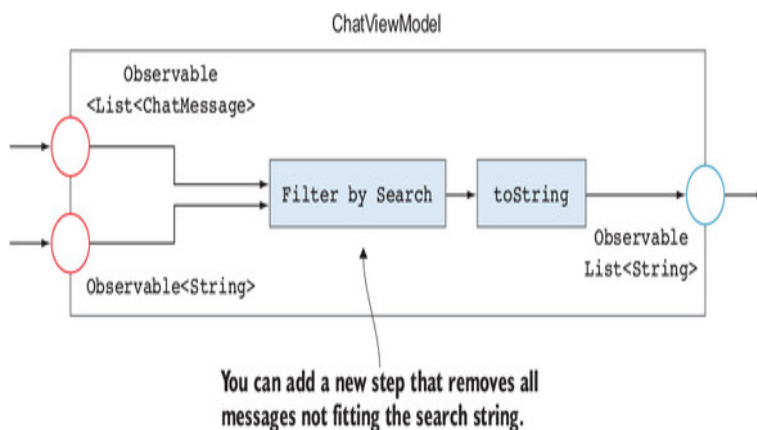 ChatViewModel
Observable
<List<ChatMessage>
Filter by Search
toString
Observable<String>
Observable
List<String>
You can add a new step that removes all
messages not fitting the search string.